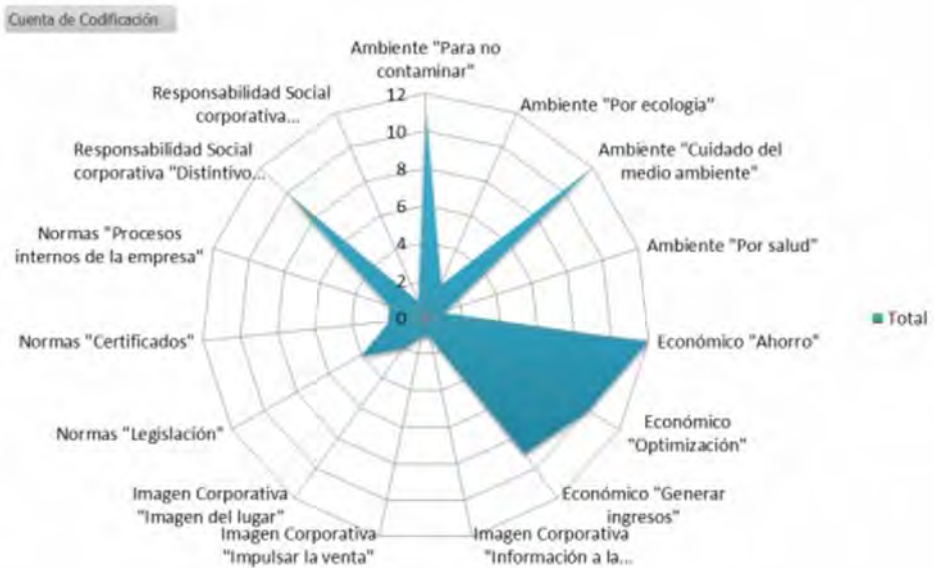 Cuenta de Codificación
Ambiente "Para no
contaminar"
Ambiente "Por ecologia"
Ambiente "Cuidado del
medio ambiente"
Ambiente "Por salud"
Económico "Ahorro"
Económico
"Optimización"
Económico "Generar
ingresos"
Imagen Corporativa
"Información a la...
Imagen Corporativa
"Impulsar la venta"
Imagen Corporativa
"Imagen del lugar"
Normas "Legislación"
Normas "Certificados"
Normas "Procesos
internos de la empresa"
Responsabilidad Social
corporativa "Distintivo...
Responsabilidad Social
corporativa...
12
10
8
6
4
2
0
Total